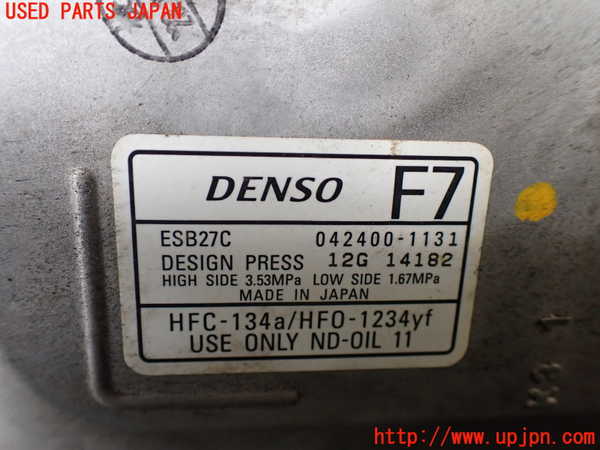 USED PARTS JAPAN
DENSO F7
ESB27C 042400-1131
DESIGN PRESS 12G 14182
HIGH SIDE 3.53MPa LOW SIDE 1.67MPa
MADE IN JAPAN
HFC-134a/HFO-1234yf
USE ONLY ND-OIL 11
http://www.upjpn.com/